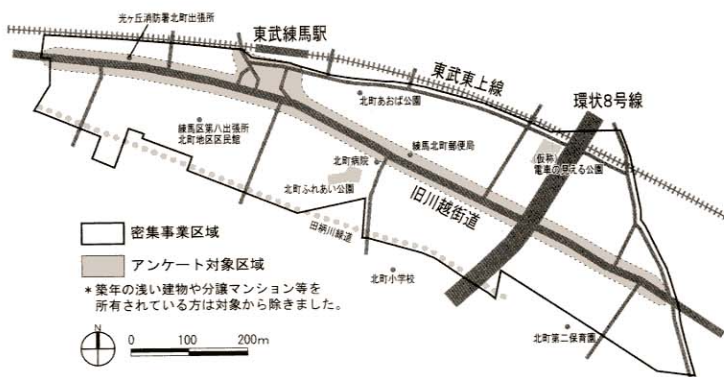 光ヶ丘消防署北町出張所
東武練馬駅
東武東上線
環状8号線
北町あおば公園
練馬区第八出張所
北町地区区民館
練馬北町郵便局
北町病院
(仮称)
電車の見える公園
北町ふれあい公園
旧川越街道
田柄川緑道
密集事業区域
アンケート対象区域
*築年の浅い建物や分譲マンション等を
所有されている方は対象から除きました。
北町小学校
北町第二保育園
N
0 100 200m